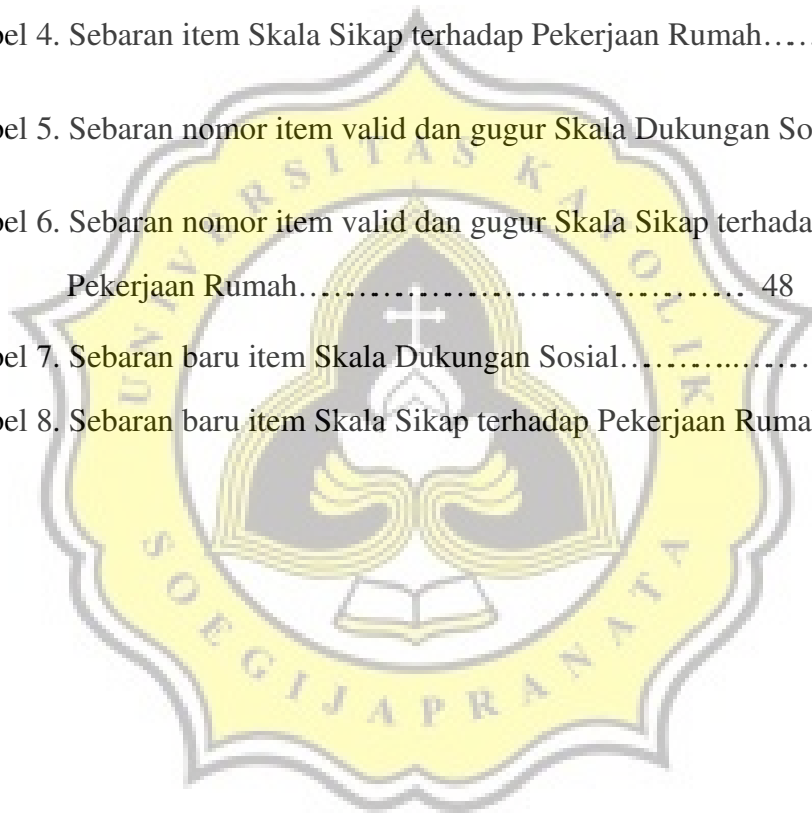 bel 4. Sebaran item Skala Sikap terhadap Pekerjaan Rumah……
bel 5. Sebaran nomor item valid dan gugur Skala Dukungan So
bel 6. Sebaran nomor item valid dan gugur Skala Sikap terhada
Pekerjaan Rumah………………………………………… 48
bel 7. Sebaran baru item Skala Dukungan Sosial……………
bel 8. Sebaran baru item Skala Sikap terhadap Pekerjaan Ruma
UNIVERSITAS KATOLIK
SOEGIJAPRANATA